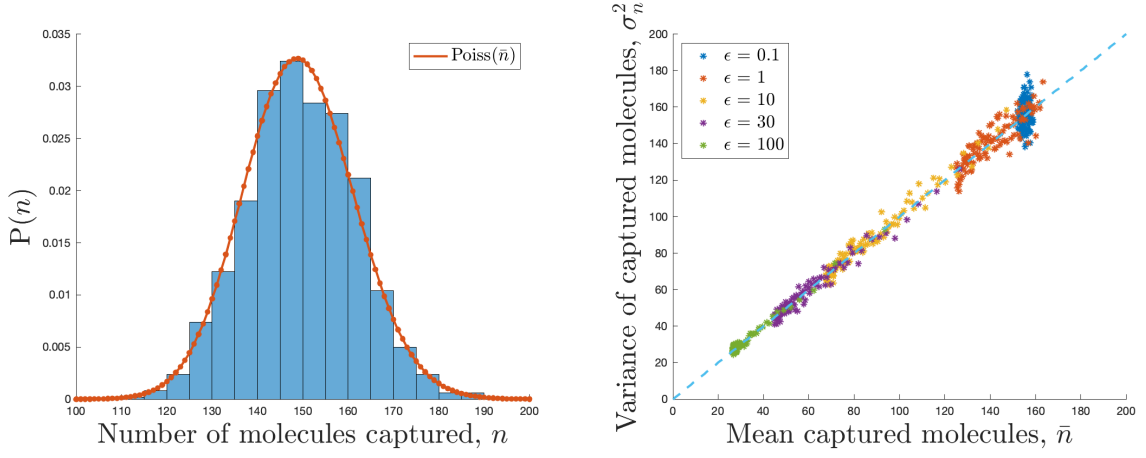 0.035
0.03
0.025
0.02
0.015
0.01
0.005
0
P(n)
100 110 120 130 140 150 160 170 180 190 200
Number of molecules captured, n
Poiss(n̄)
200
180
160
140
120
100
80
60
40
20
0
Variance of captured molecules, σ²ₙ
0 20 40 60 80 100 120 140 160 180 200
Mean captured molecules, n̄
ϵ = 0.1
ϵ = 1
ϵ = 10
ϵ = 30
ϵ = 100